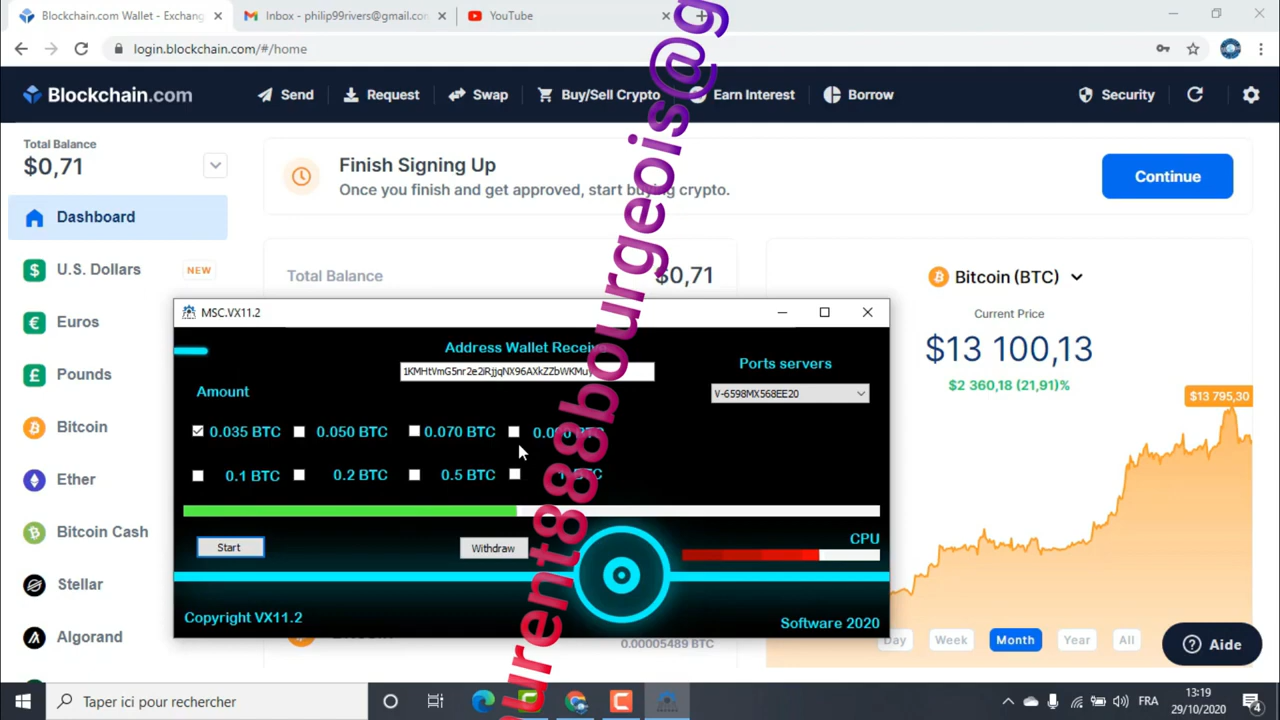 Blockchain.com Wallet - Exchang
Inbox - philip99rivers@gmail.con
YouTube
login.blockchain.com/#/home
Blockchain.com
Send
Request
Swap
Buy/Sell Crypto
Earn Interest
Borrow
Security
Total Balance
$0,71
Finish Signing Up
Once you finish and get approved, start buying crypto.
Continue
Dashboard
U.S. Dollars
NEW
Euros
Pounds
Bitcoin
Ether
Bitcoin Cash
Stellar
Algorand
Total Balance
$0,71
Bitcoin (BTC)
Current Price
$13 100,13
$2 360,18 (21,91)%
$13 795,30
MSC.VX11.2
Address Wallet Receive
Ports servers
V-6598MX568EE20
Amount
0.035 BTC
0.050 BTC
0.070 BTC
0.1 BTC
0.2 BTC
0.5 BTC
BTC
Start
Withdraw
CPU
Copyright VX11.2
Software 2020
0.00005489 BTC
Day
Week
Month
Year
All
Aide
urent888bourgeois@g
Taper ici pour rechercher
FRA
13:19
29/10/2020
4